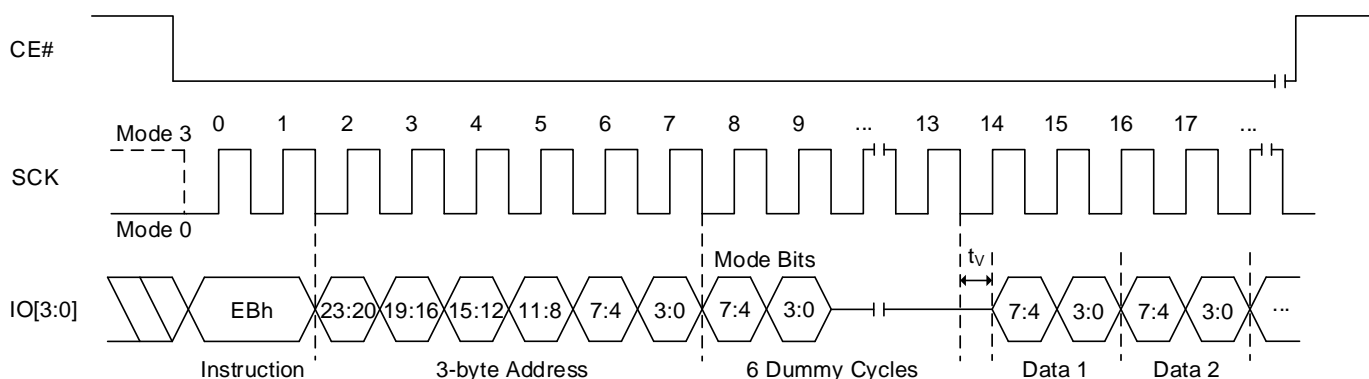 CE#
Mode 3 0 1 2 3 4 5 6 7 8 9 ... 13 14 15 16 17 ...
SCK
Mode 0
Mode Bits tV
IO[3:0] EBh 23:20 19:16 15:12 11:8 7:4 3:0 7:4 3:0 7:4 3:0 7:4 3:0 ...
Instruction 3-byte Address 6 Dummy Cycles Data 1 Data 2